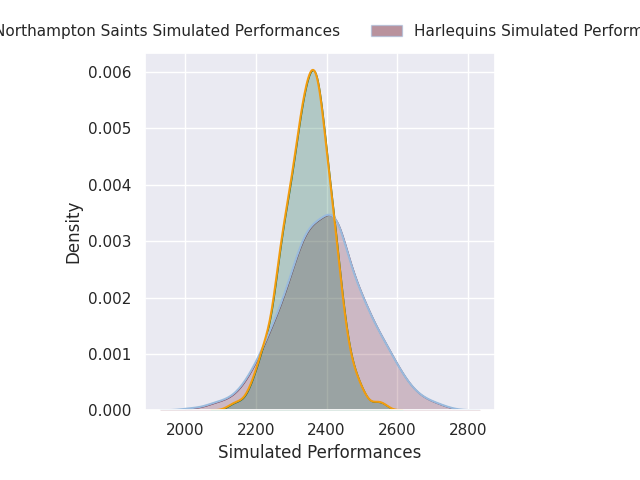 Northampton Saints Simulated Performances
Harlequins Simulated
0.006
0.005
0.004
0.003
0.002
0.001
0.000
Density
2000 2200 2400 2600 2800
Simulated Performances